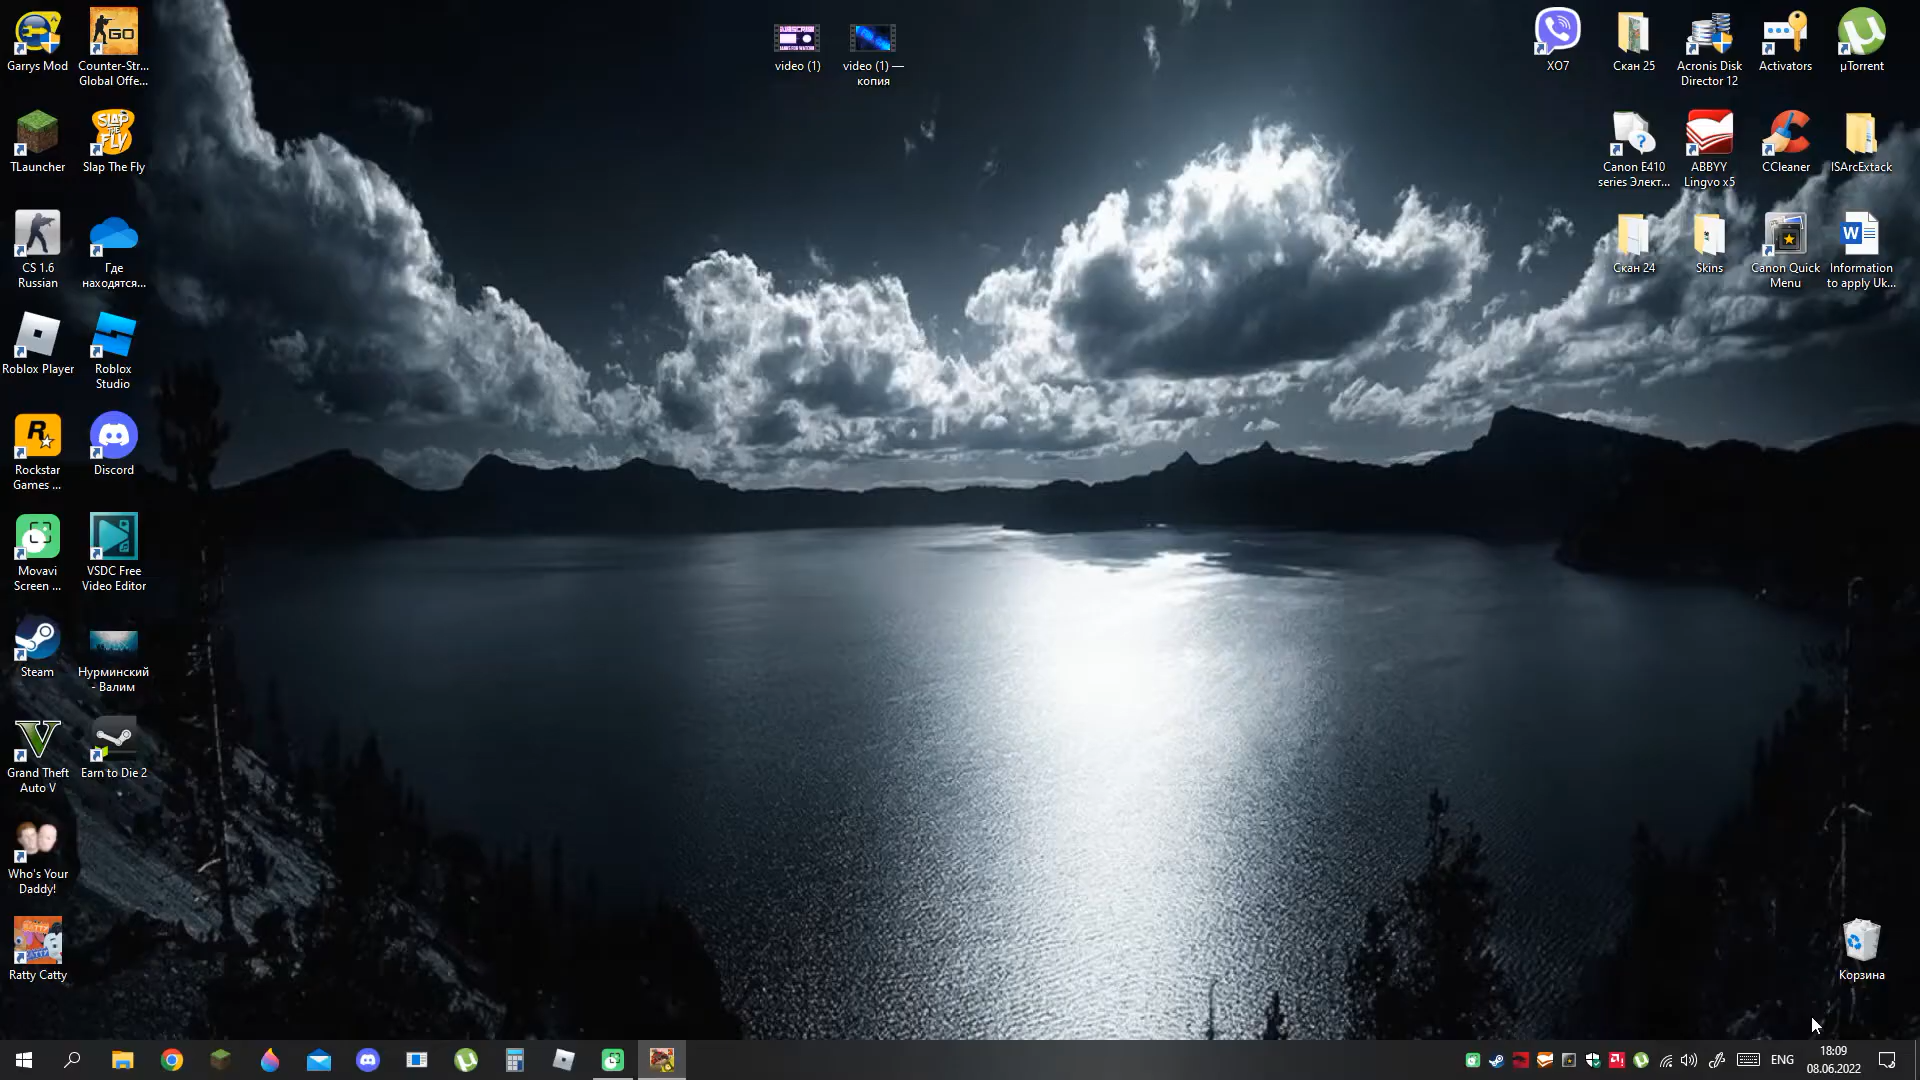 Garrys Mod
Counter-Str...
Global Offe...
GO
video (1)
video (1) —
копия
XO7
Скан 25
Acronis Disk
Director 12
Activators
µTorrent
TLauncher
SLAP
THE
FLY
Slap The Fly
Canon E410
series Элект...
ABBYY
Lingvo x5
CCleaner
ISArcExtack
CS 1.6
Russian
Где
находятся...
Скан 24
Skins
Canon Quick
Menu
Information
to apply Uk...
Roblox Player
Roblox
Studio
Rockstar
Games ...
Discord
Movavi
Screen ...
VSDC Free
Video Editor
Steam
Нурминский
- Валим
Grand Theft
Auto V
Earn to Die 2
Who's Your
Daddy!
Ratty Catty
Корзина
ENG
18:09
08.06.2022